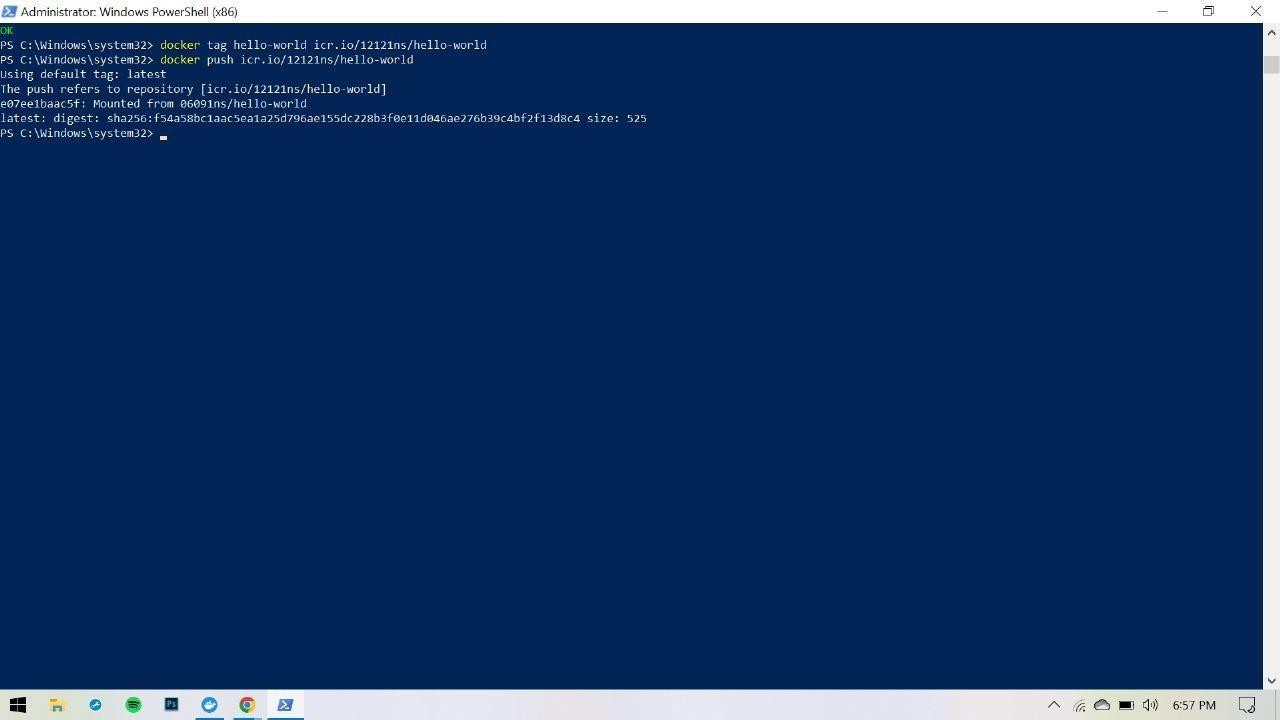 Administrator: Windows PowerShell (x86)
OK
PS C:\Windows\system32> docker tag hello-world icr.io/12121ns/hello-world
PS C:\Windows\system32> docker push icr.io/12121ns/hello-world
Using default tag: latest
The push refers to repository [icr.io/12121ns/hello-world]
e07ee1baac5f: Mounted from 06091ns/hello-world
latest: digest: sha256:f54a58bc1aac5ea1a25d796ae155dc228b3f0e11d046ae276b39c4bf2f13d8c4 size: 525
PS C:\Windows\system32>
Ps
6:57 PM